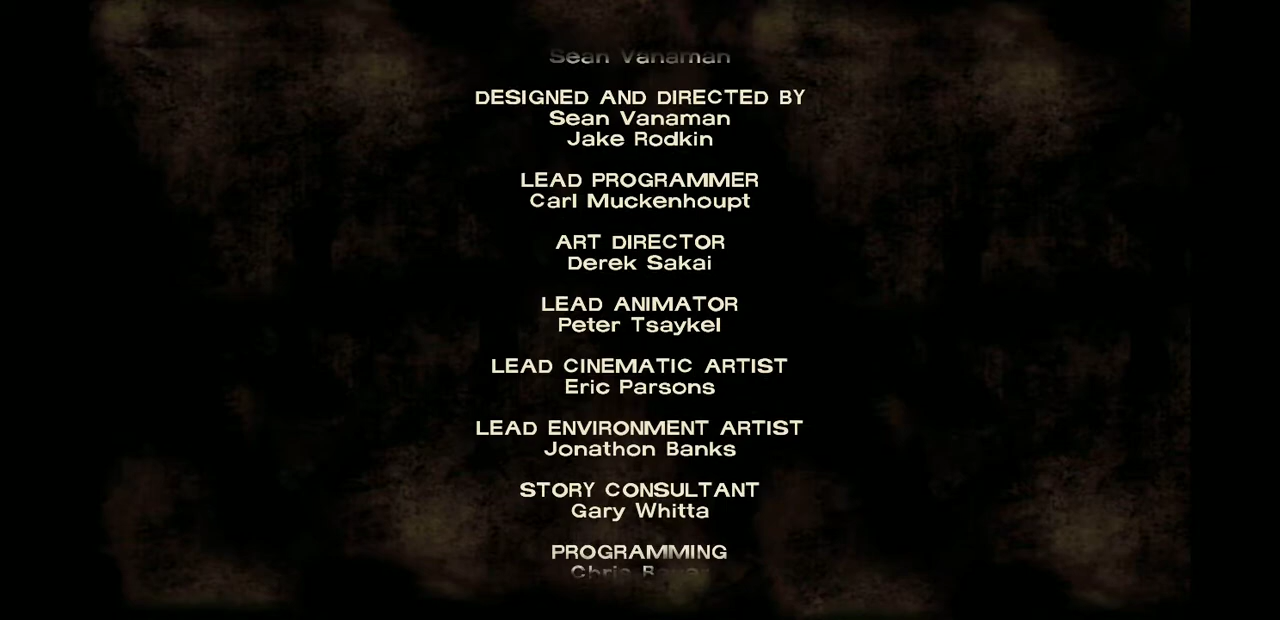 Sean Vanaman
DESIGNED AND DIRECTED BY
Sean Vanaman
Jake Rodkin
LEAD PROGRAMMER
Carl Muckenhoupt
ART DIRECTOR
Derek Sakai
LEAD ANIMATOR
Peter Tsaykel
LEAD CINEMATIC ARTIST
Eric Parsons
LEAD ENVIRONMENT ARTIST
Jonathon Banks
STORY CONSULTANT
Gary Whitta
PROGRAMMING
Chris